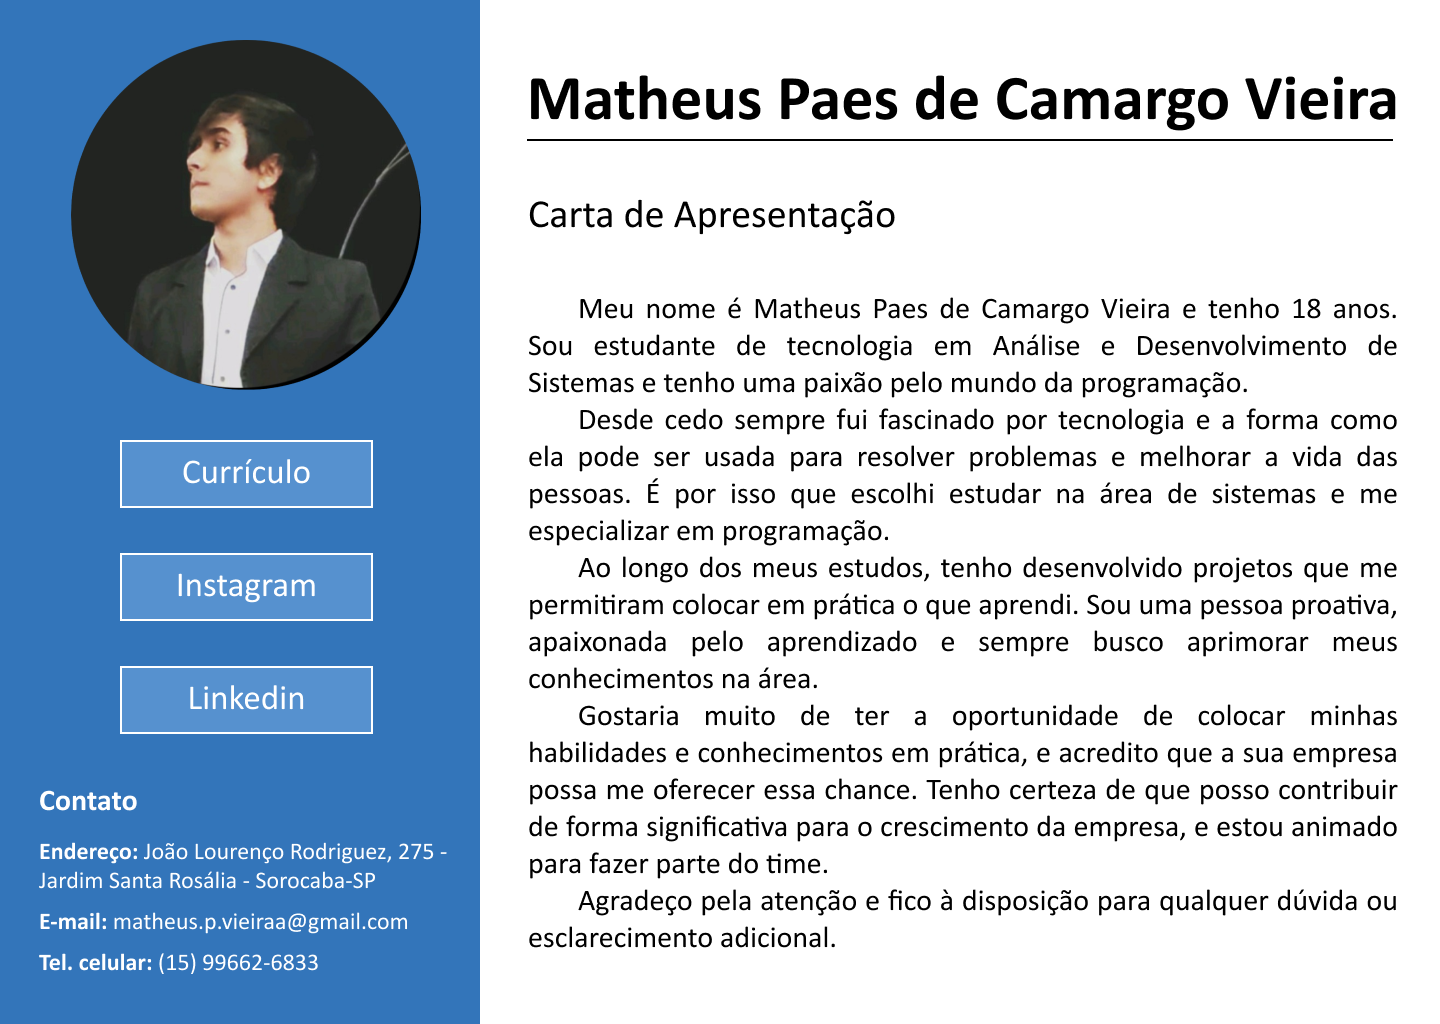 Matheus Paes de Camargo Vieira
Carta de Apresentação
Meu nome é Matheus Paes de Camargo Vieira e tenho 18 anos.
Sou estudante de tecnologia em Análise e Desenvolvimento de
Sistemas e tenho uma paixão pelo mundo da programação.
Desde cedo sempre fui fascinado por tecnologia e a forma como
ela pode ser usada para resolver problemas e melhorar a vida das
pessoas. É por isso que escolhi estudar na área de sistemas e me
especializar em programação.
Ao longo dos meus estudos, tenho desenvolvido projetos que me
permitiram colocar em prática o que aprendi. Sou uma pessoa proativa,
apaixonada pelo aprendizado e sempre busco aprimorar meus
conhecimentos na área.
Gostaria muito de ter a oportunidade de colocar minhas
habilidades e conhecimentos em prática, e acredito que a sua empresa
possa me oferecer essa chance. Tenho certeza de que posso contribuir
de forma significativa para o crescimento da empresa, e estou animado
para fazer parte do time.
Agradeço pela atenção e fico à disposição para qualquer dúvida ou
esclarecimento adicional.
Currículo
Instagram
Linkedin
Contato
Endereço: João Lourenço Rodriguez, 275 -
Jardim Santa Rosália - Sorocaba-SP
E-mail: matheus.p.vieiraa@gmail.com
Tel. celular: (15) 99662-6833